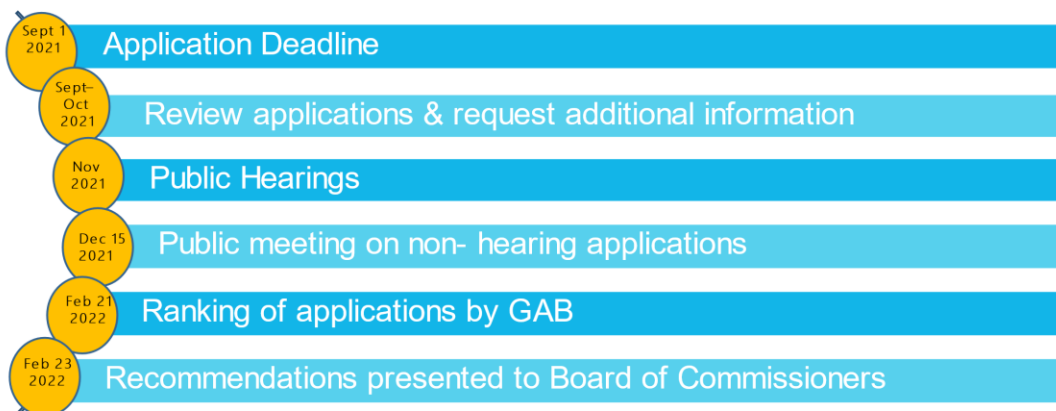 Sept 1
2021
Application Deadline
Sept–
Oct
2021
Review applications & request additional information
Nov
2021
Public Hearings
Dec 15
2021
Public meeting on non- hearing applications
Feb 21
2022
Ranking of applications by GAB
Feb 23
2022
Recommendations presented to Board of Commissioners